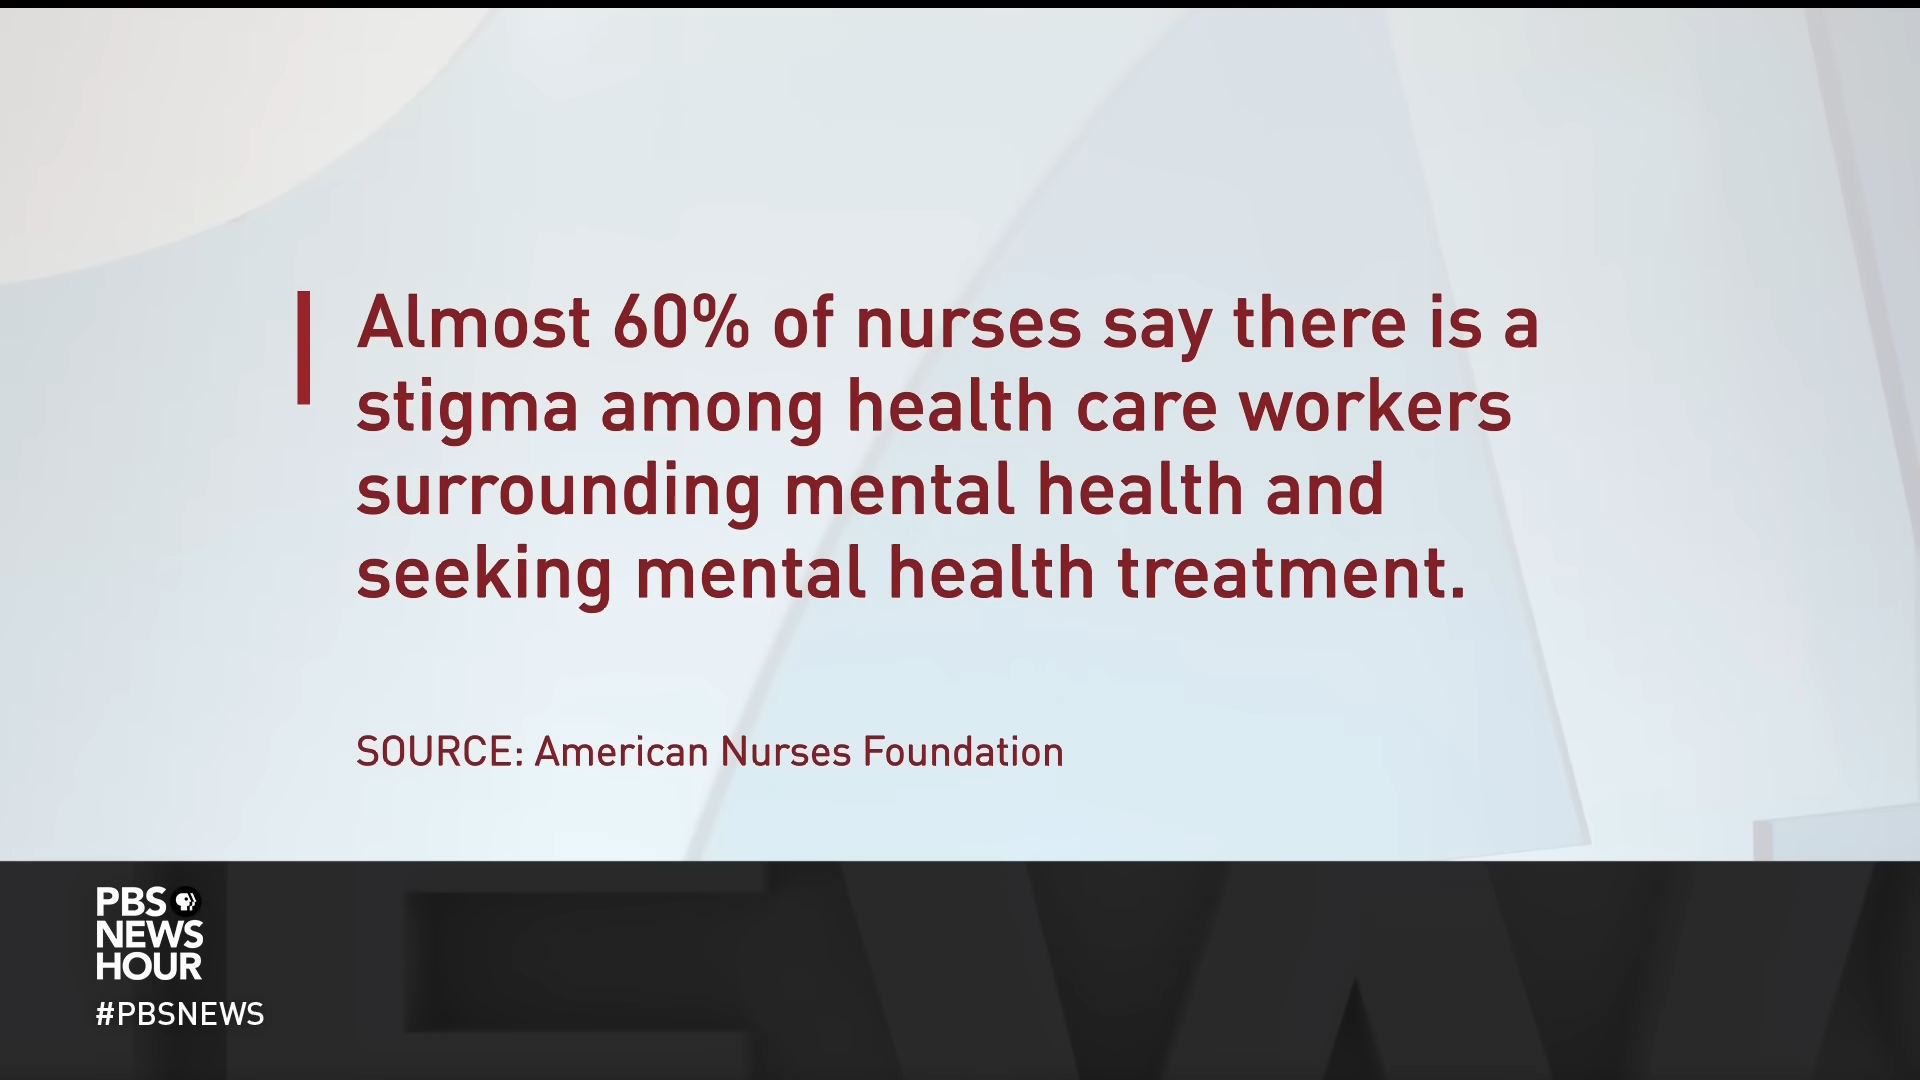 Almost 60% of nurses say there is a
stigma among health care workers
surrounding mental health and
seeking mental health treatment.
SOURCE: American Nurses Foundation
PBS
NEWS
HOUR
#PBSNEWS